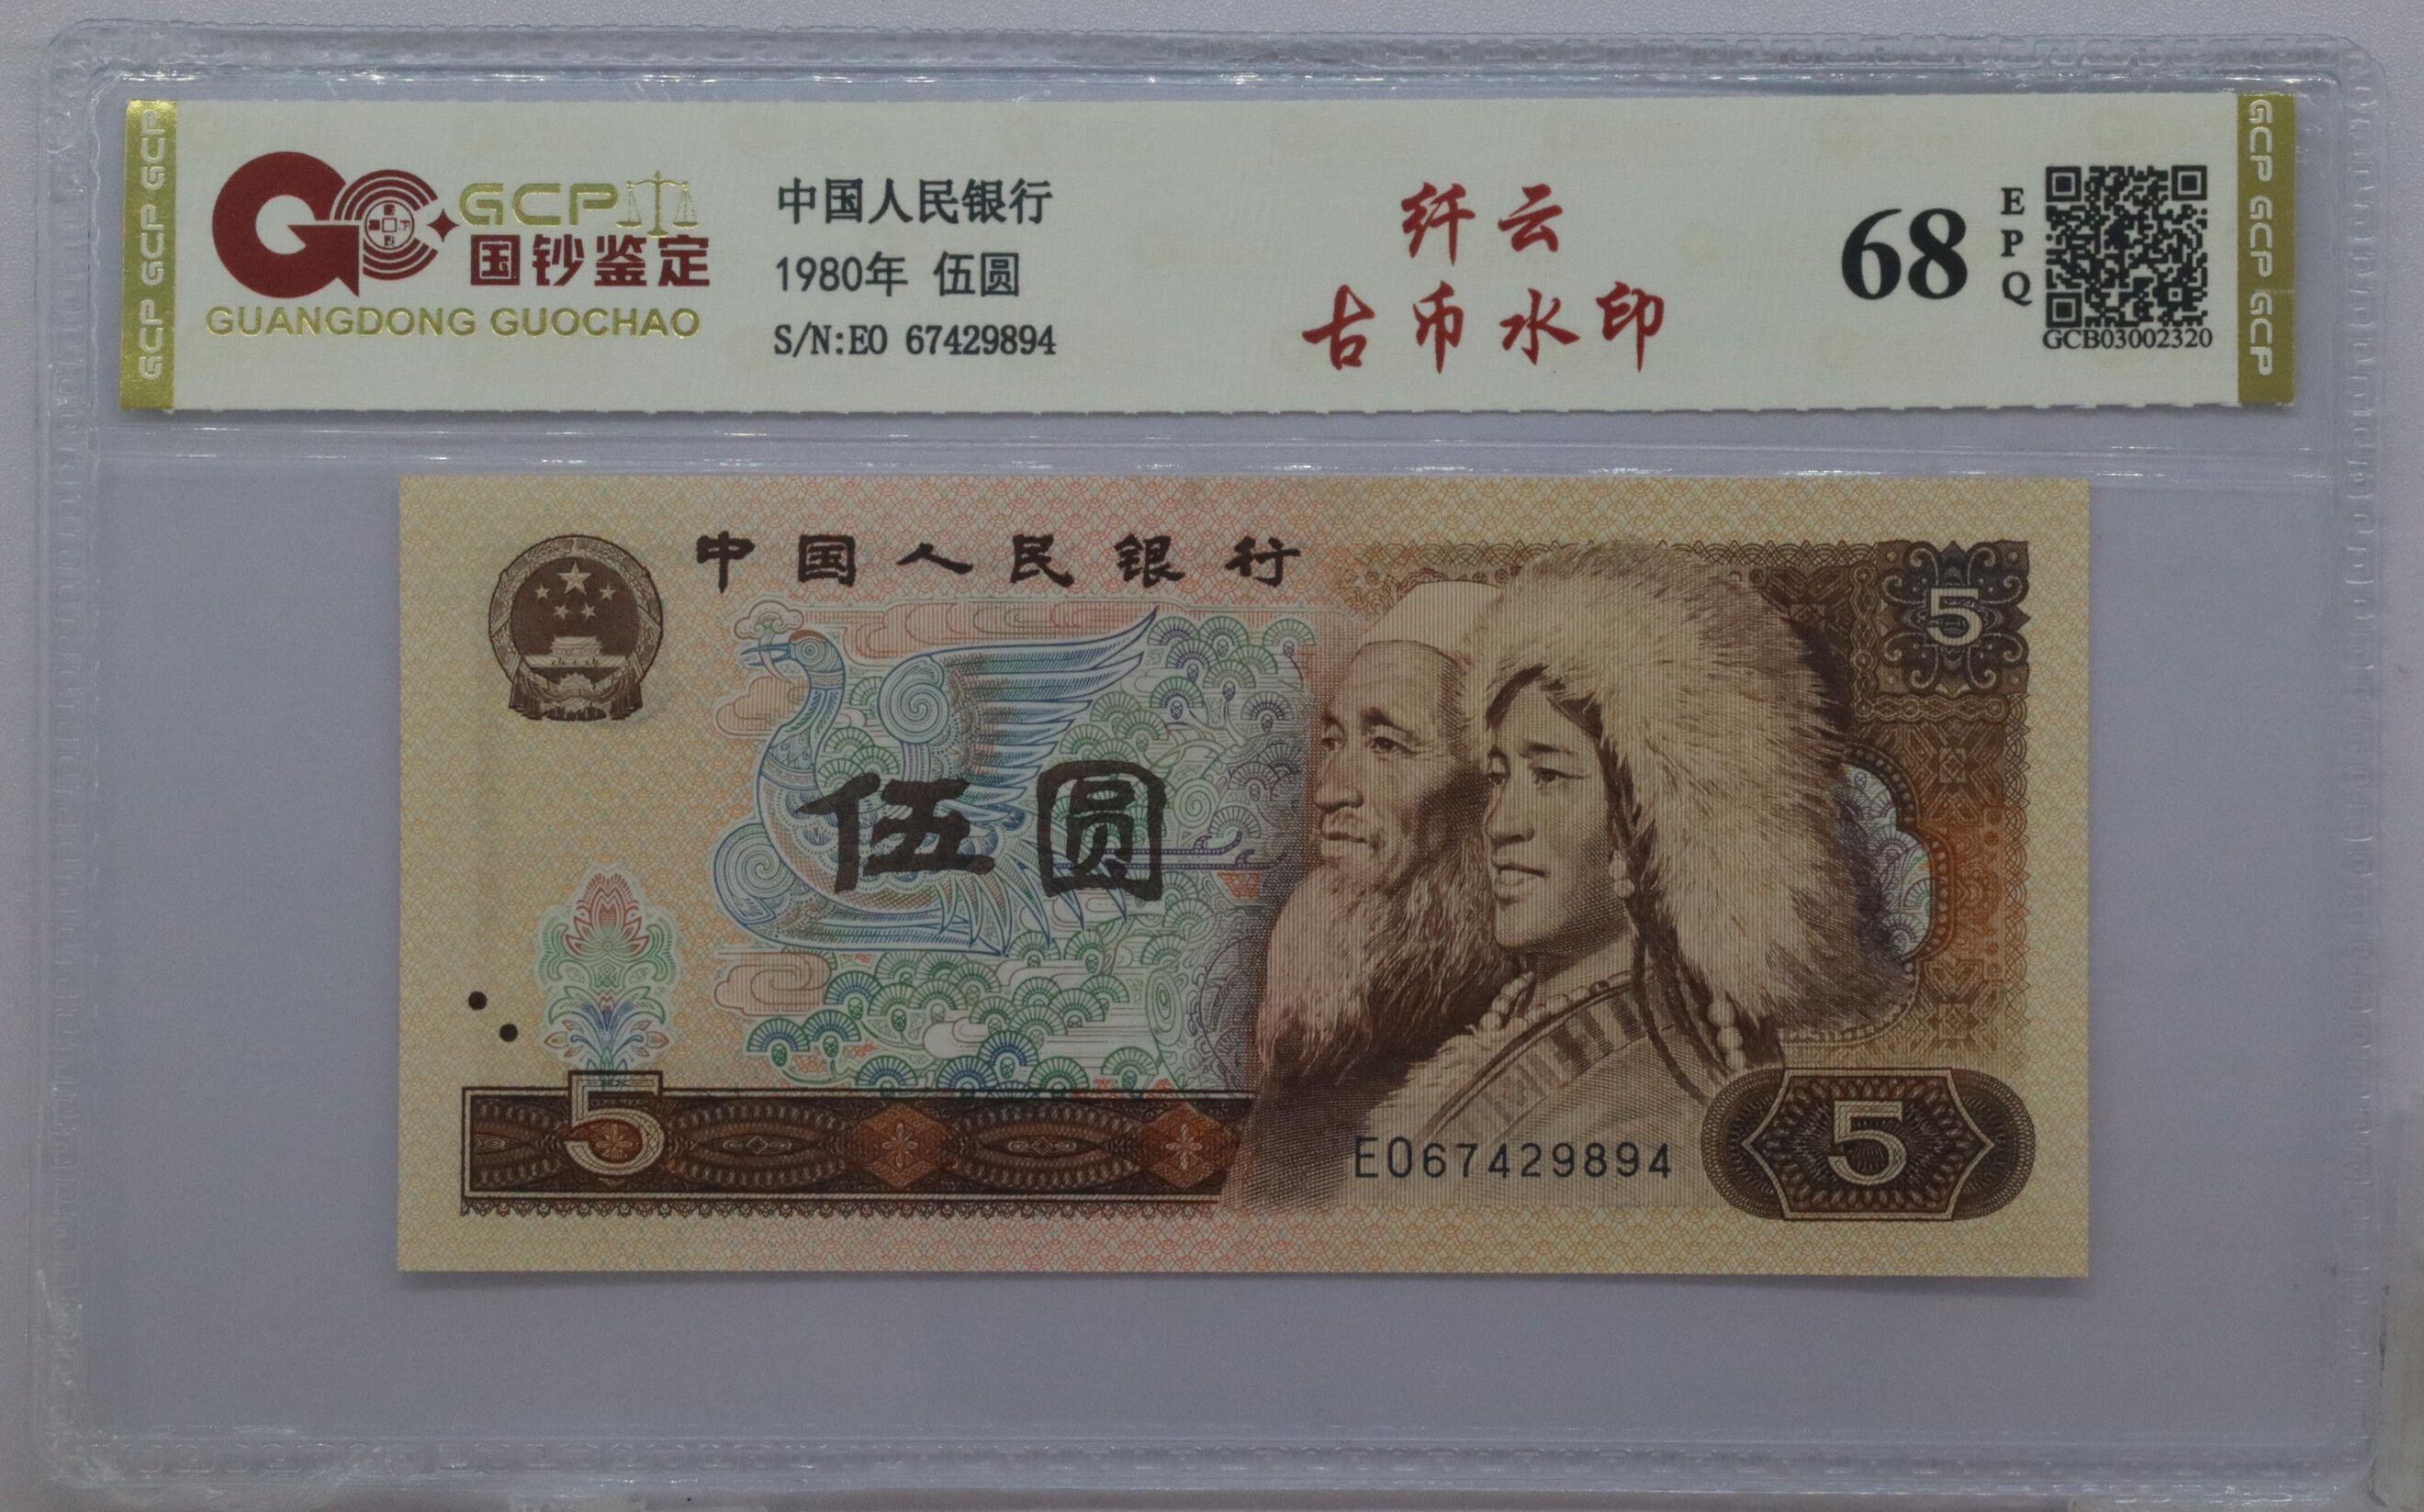 GCP
国钞鉴定
GUANGDONG GUOCHAO
中国人民银行
1980年 伍圆
S/N:EO 67429894
纤云
古币水印
68
EPQ
GCB03002320
GCP GCP GCP
GCP GCP GCP
中国人民银行
5
伍圆
5
EO67429894
5